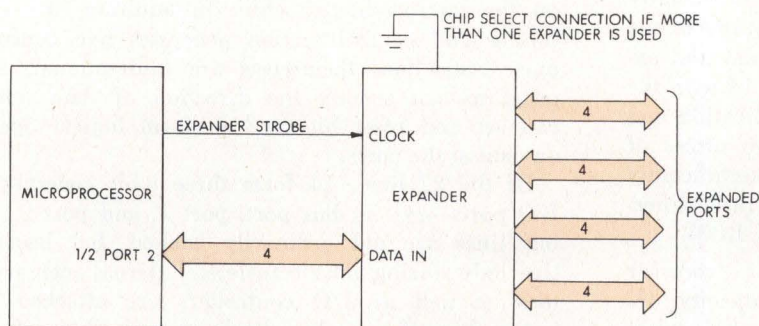 CHIP SELECT CONNECTION IF MORE
THAN ONE EXPANDER IS USED
EXPANDER STROBE
CLOCK
MICROPROCESSOR
EXPANDER
1/2 PORT 2
4
DATA IN
4
4
4
4
EXPANDED
PORTS